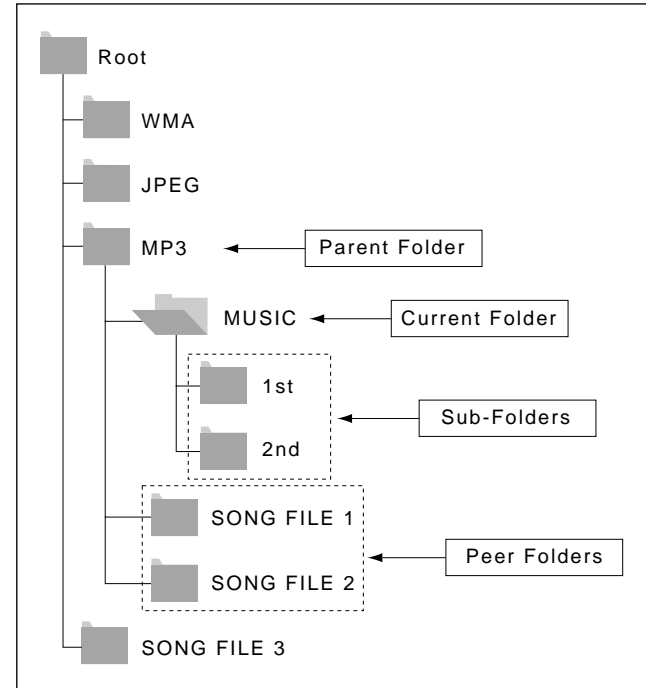 Root
WMA
JPEG
MP3
Parent Folder
MUSIC
Current Folder
1st
Sub-Folders
2nd
SONG FILE 1
Peer Folders
SONG FILE 2
SONG FILE 3